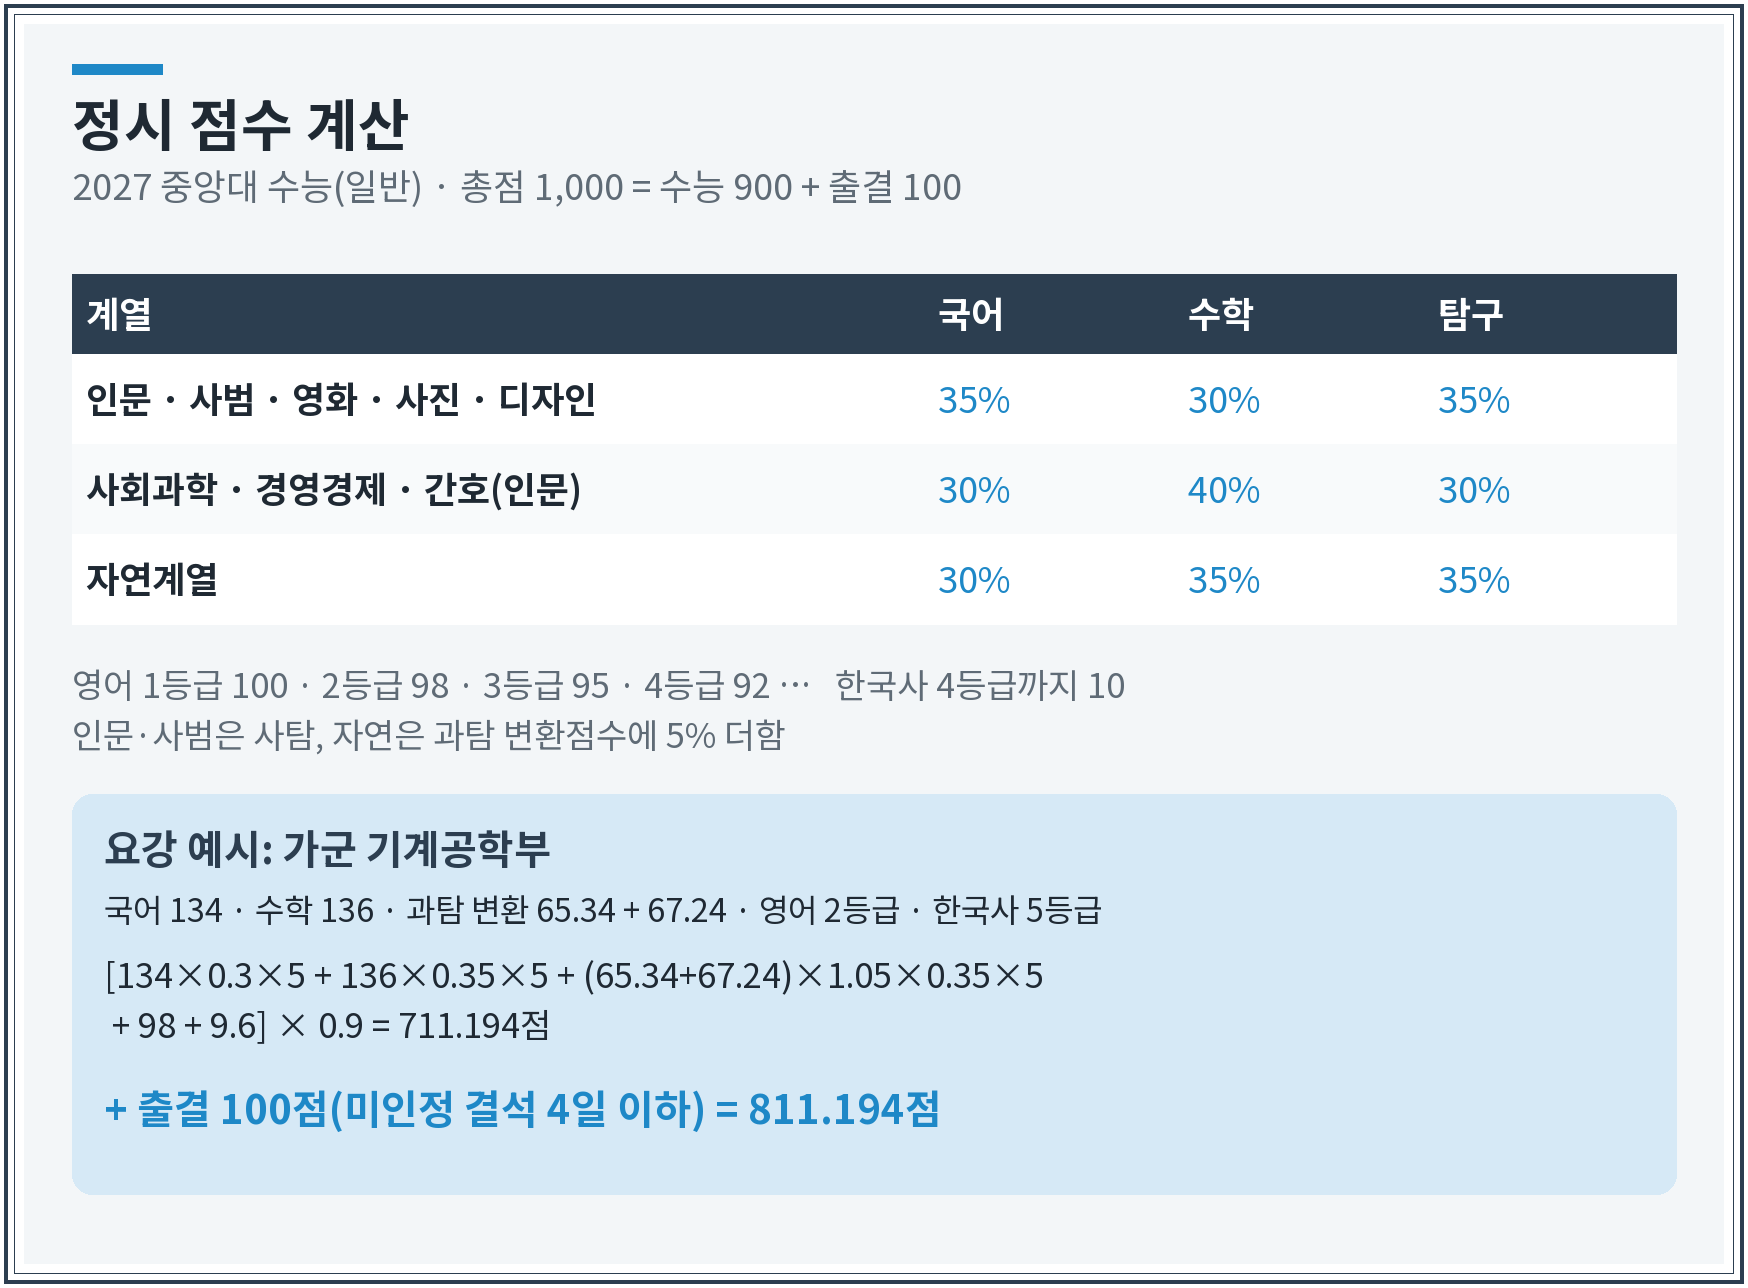 정시 점수 계산
2027 중앙대 수능(일반) · 총점 1,000 = 수능 900 + 출결 100
계열 국어 수학 탐구
인문 · 사범 · 영화 · 사진 · 디자인 35% 30% 35%
사회과학 · 경영경제 · 간호(인문) 30% 40% 30%
자연계열 30% 35% 35%
영어 1등급 100 · 2등급 98 · 3등급 95 · 4등급 92 ··· 한국사 4등급까지 10
인문·사범은 사탐, 자연은 과탐 변환점수에 5% 더함
요강 예시: 가군 기계공학부
국어 134 · 수학 136 · 과탐 변환 65.34 + 67.24 · 영어 2등급 · 한국사 5등급
[134×0.3×5 + 136×0.35×5 + (65.34+67.24)×1.05×0.35×5
+ 98 + 9.6] × 0.9 = 711.194점
+ 출결 100점(미인정 결석 4일 이하) = 811.194점